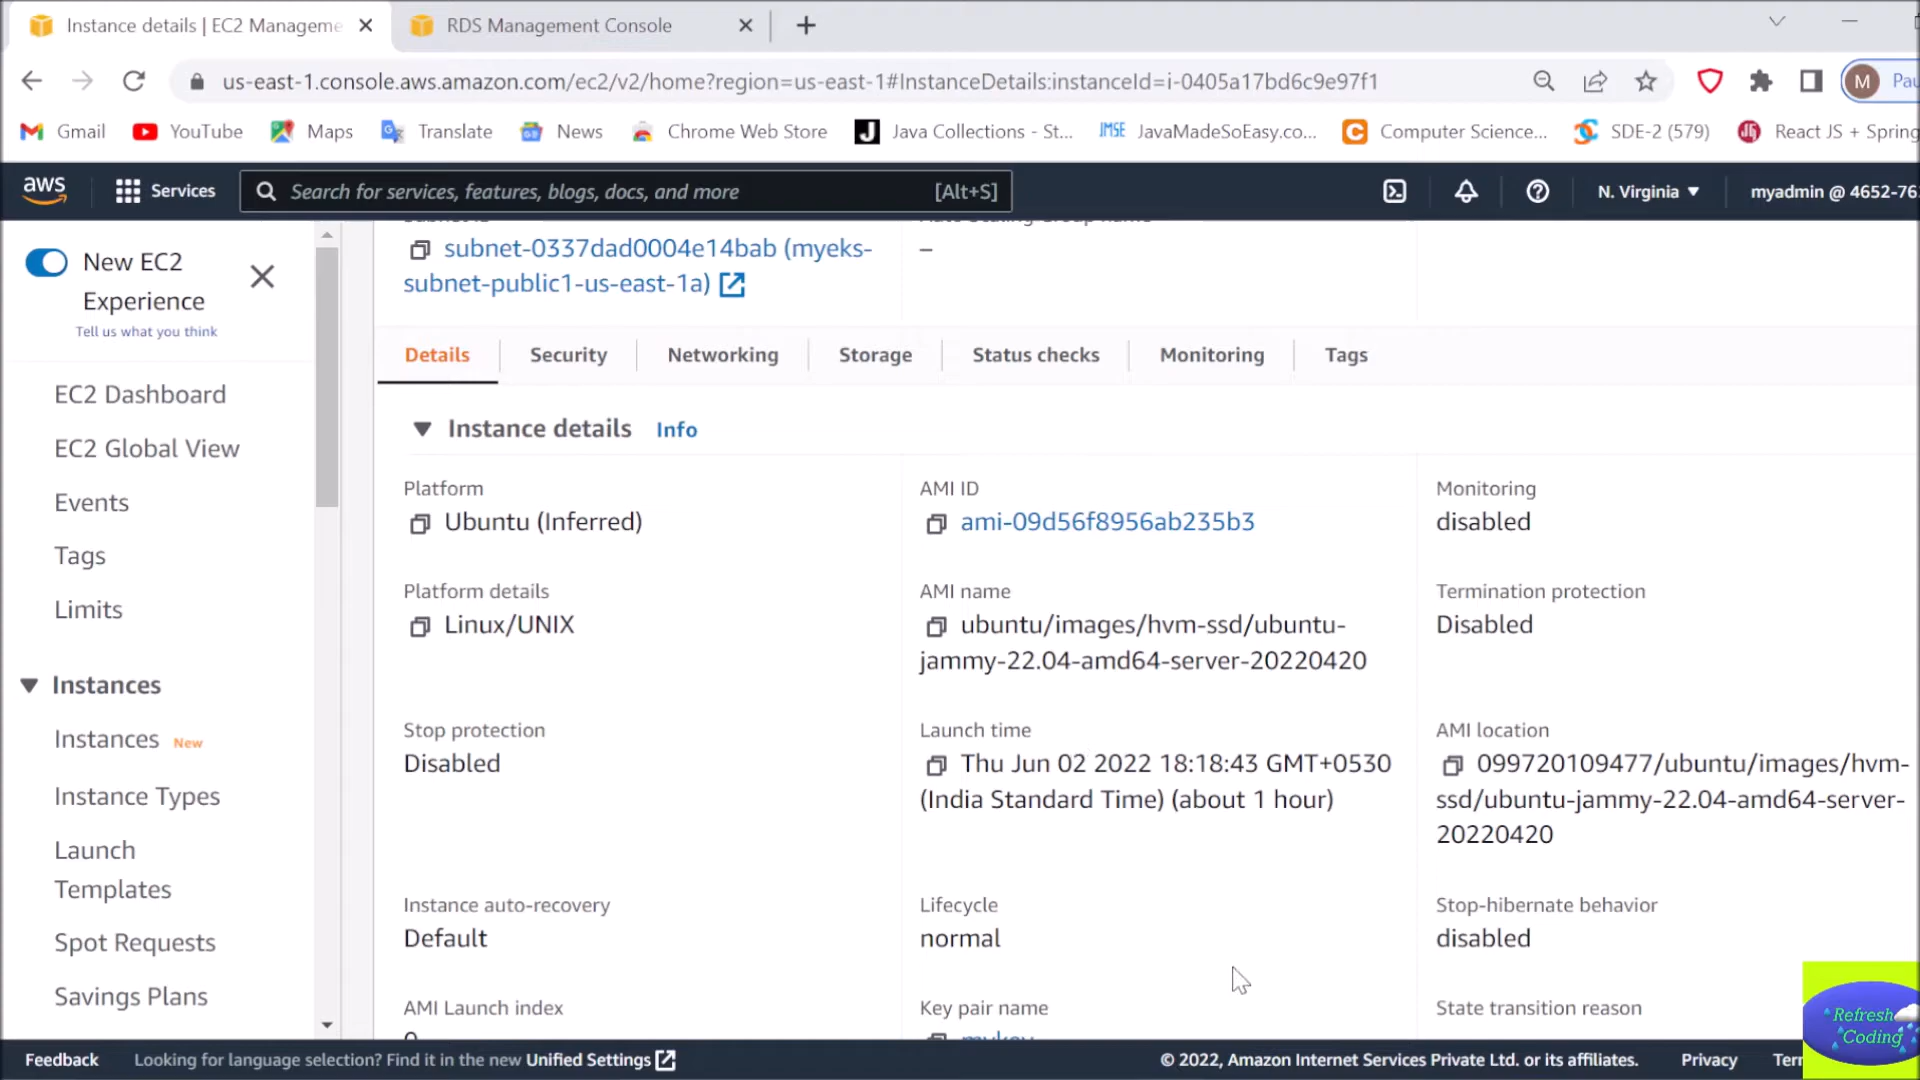 Instance details | EC2 Manageme
RDS Management Console
us-east-1.console.aws.amazon.com/ec2/v2/home?region=us-east-1#InstanceDetails:instanceId=i-0405a17bd6c9e97f1
M
Pau
Gmail
YouTube
Maps
Translate
News
Chrome Web Store
Java Collections - St...
JavaMadeSoEasy.co...
Computer Science...
SDE-2 (579)
React JS + Spring
aws
Services
Search for services, features, blogs, docs, and more
[Alt+S]
N. Virginia
myadmin @ 4652-76
New EC2
Experience
Tell us what you think
EC2 Dashboard
EC2 Global View
Events
Tags
Limits
Instances
Instances New
Instance Types
Launch
Templates
Spot Requests
Savings Plans
subnet-0337dad0004e14bab (myeks-
subnet-public1-us-east-1a)
–
Details
Security
Networking
Storage
Status checks
Monitoring
Tags
Instance details Info
Platform
Ubuntu (Inferred)
AMI ID
ami-09d56f8956ab235b3
Monitoring
disabled
Platform details
Linux/UNIX
AMI name
ubuntu/images/hvm-ssd/ubuntu-
jammy-22.04-amd64-server-20220420
Termination protection
Disabled
Stop protection
Disabled
Launch time
Thu Jun 02 2022 18:18:43 GMT+0530
(India Standard Time) (about 1 hour)
AMI location
099720109477/ubuntu/images/hvm-
ssd/ubuntu-jammy-22.04-amd64-server-
20220420
Instance auto-recovery
Default
Lifecycle
normal
Stop-hibernate behavior
disabled
AMI Launch index
Key pair name
State transition reason
Refresh
Coding
Feedback
Looking for language selection? Find it in the new Unified Settings
© 2022, Amazon Internet Services Private Ltd. or its affiliates.
Privacy